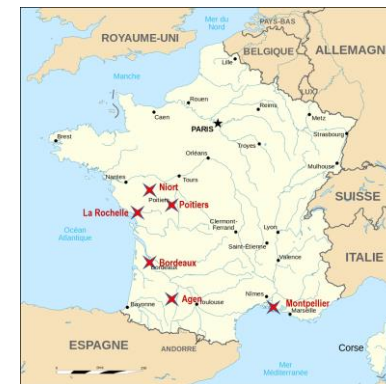 Mer du
Nord
ROYAUME-UNI
PAYS-BAS
BELGIQUE
ALLEMAGN
Lille
Manche
LUX
Rouen
Reims
Metz
Caen
PARIS
Strasbourg
Brest
Troyes
Orléans
Mulhouse
Nantes
Tours
Niort
Poitiers
Poitiers
SUISSE
La Rochelle
Clermont-
Ferrand
Lyon
Océan
Atlantique
Saint-Étienne
ITALIE
Bordeaux
Bordeaux
Valence
Agen
Nîmes
Bayonne
Toulouse
Montpellier
Marseille
ESPAGNE
ANDORRE
Corse
Mer
Méditerranée